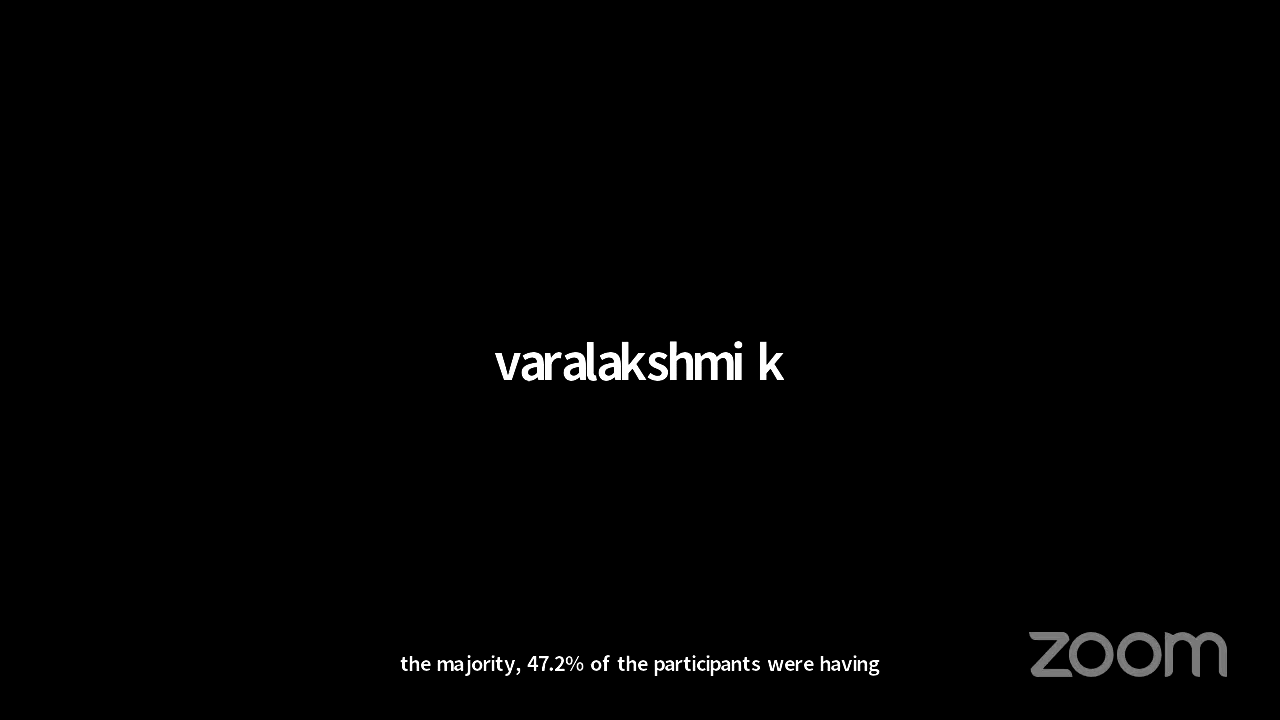 varalakshmi k
the majority, 47.2% of the participants were having
zoom